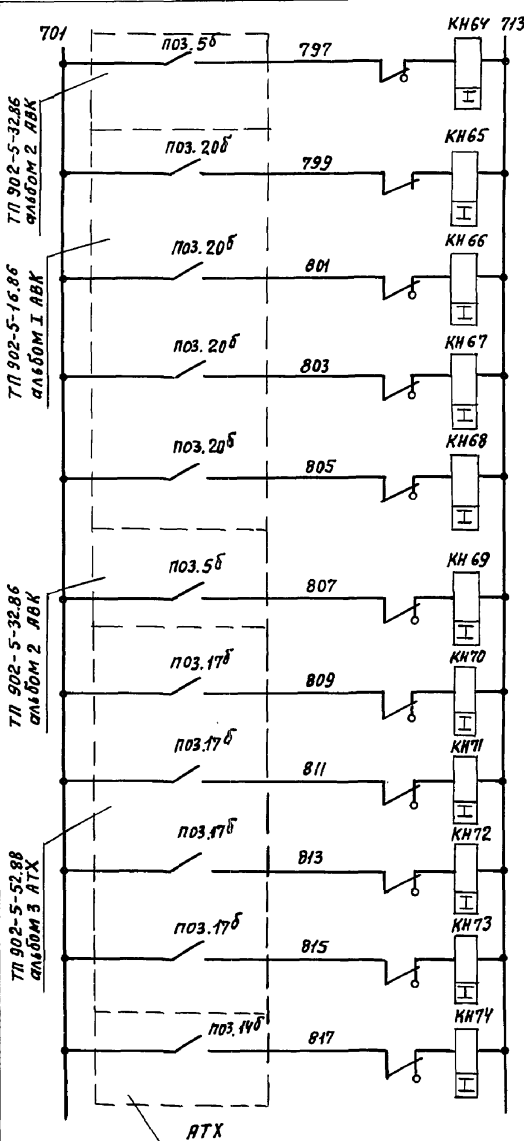 701
КН64 713
поз. 5б
797
I
ТП 902-5-32.86
альбом 2 АВК
КН65
поз. 20б
799
I
КН66
поз. 20б
801
I
ТП 902-5-16.86
альбом I АВК
КН67
поз. 20б
803
I
КН68
поз. 20б
805
I
КН69
поз. 5б
807
I
ТП 902-5-32.86
альбом 2 АВК
КН70
поз. 17б
809
I
КН71
поз. 17б
811
I
КН72
поз. 17б
813
I
ТП 902-5-52.88
альбом 3 АТХ
КН73
поз. 17б
815
I
КН74
поз. 14б
817
I
АТХ